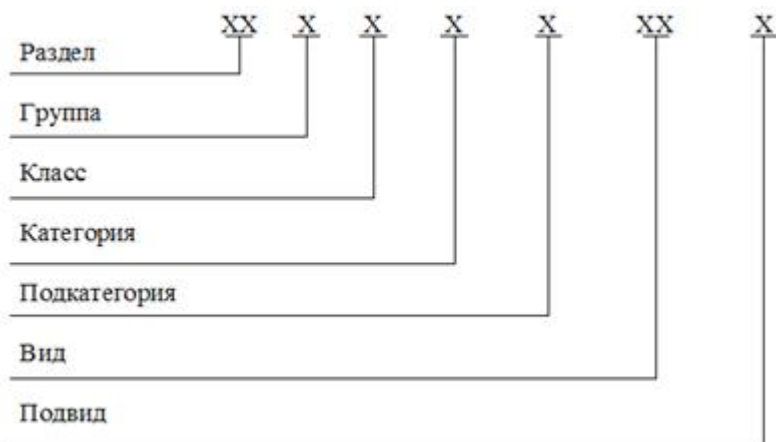 XX X X X X XX X
Раздел
Группа
Класс
Категория
Подкатегория
Вид
Подвид